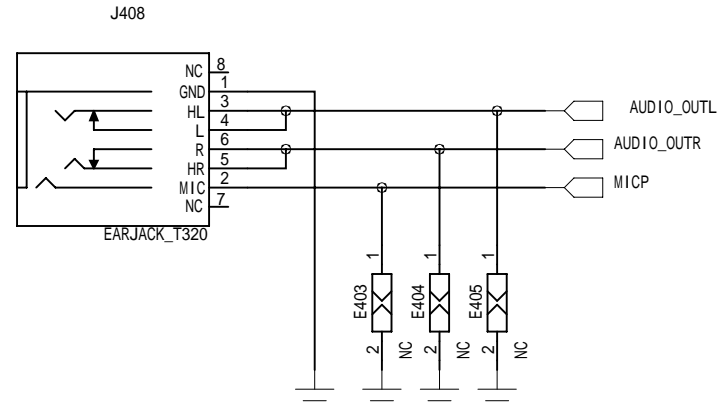 J408
NC 8
GND 1
HL 3
L 4
R 6
HR 5
MIC 2
NC 7
EARJACK_T320
AUDIO_OUTL
AUDIO_OUTR
MICP
1 1 1
E403 E404 E405
2 NC 2 NC 2 NC